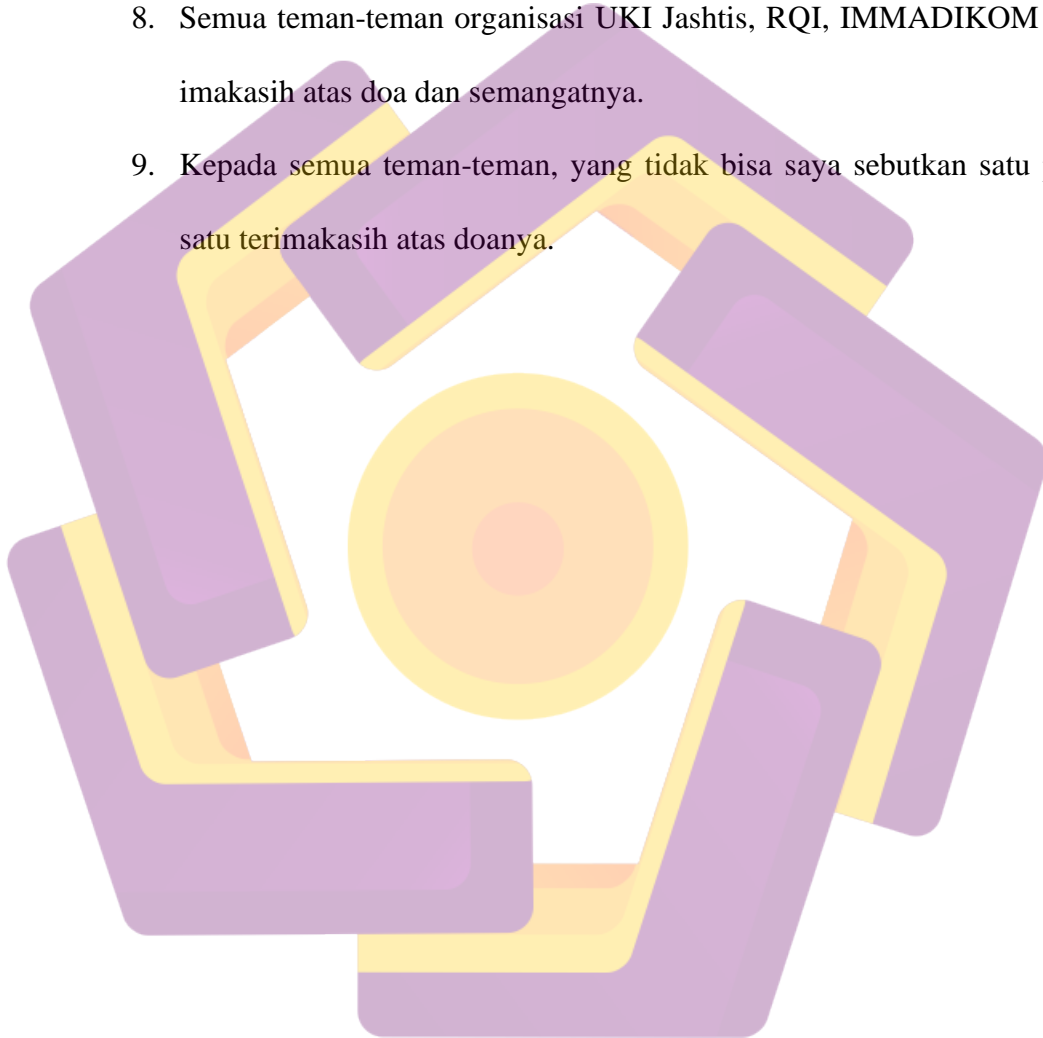 8. Semua teman-teman organisasi UKI Jashtis, RQI, IMMADIKOM
imakasih atas doa dan semangatnya.
9. Kepada semua teman-teman, yang tidak bisa saya sebutkan satu
satu terimakasih atas doanya.